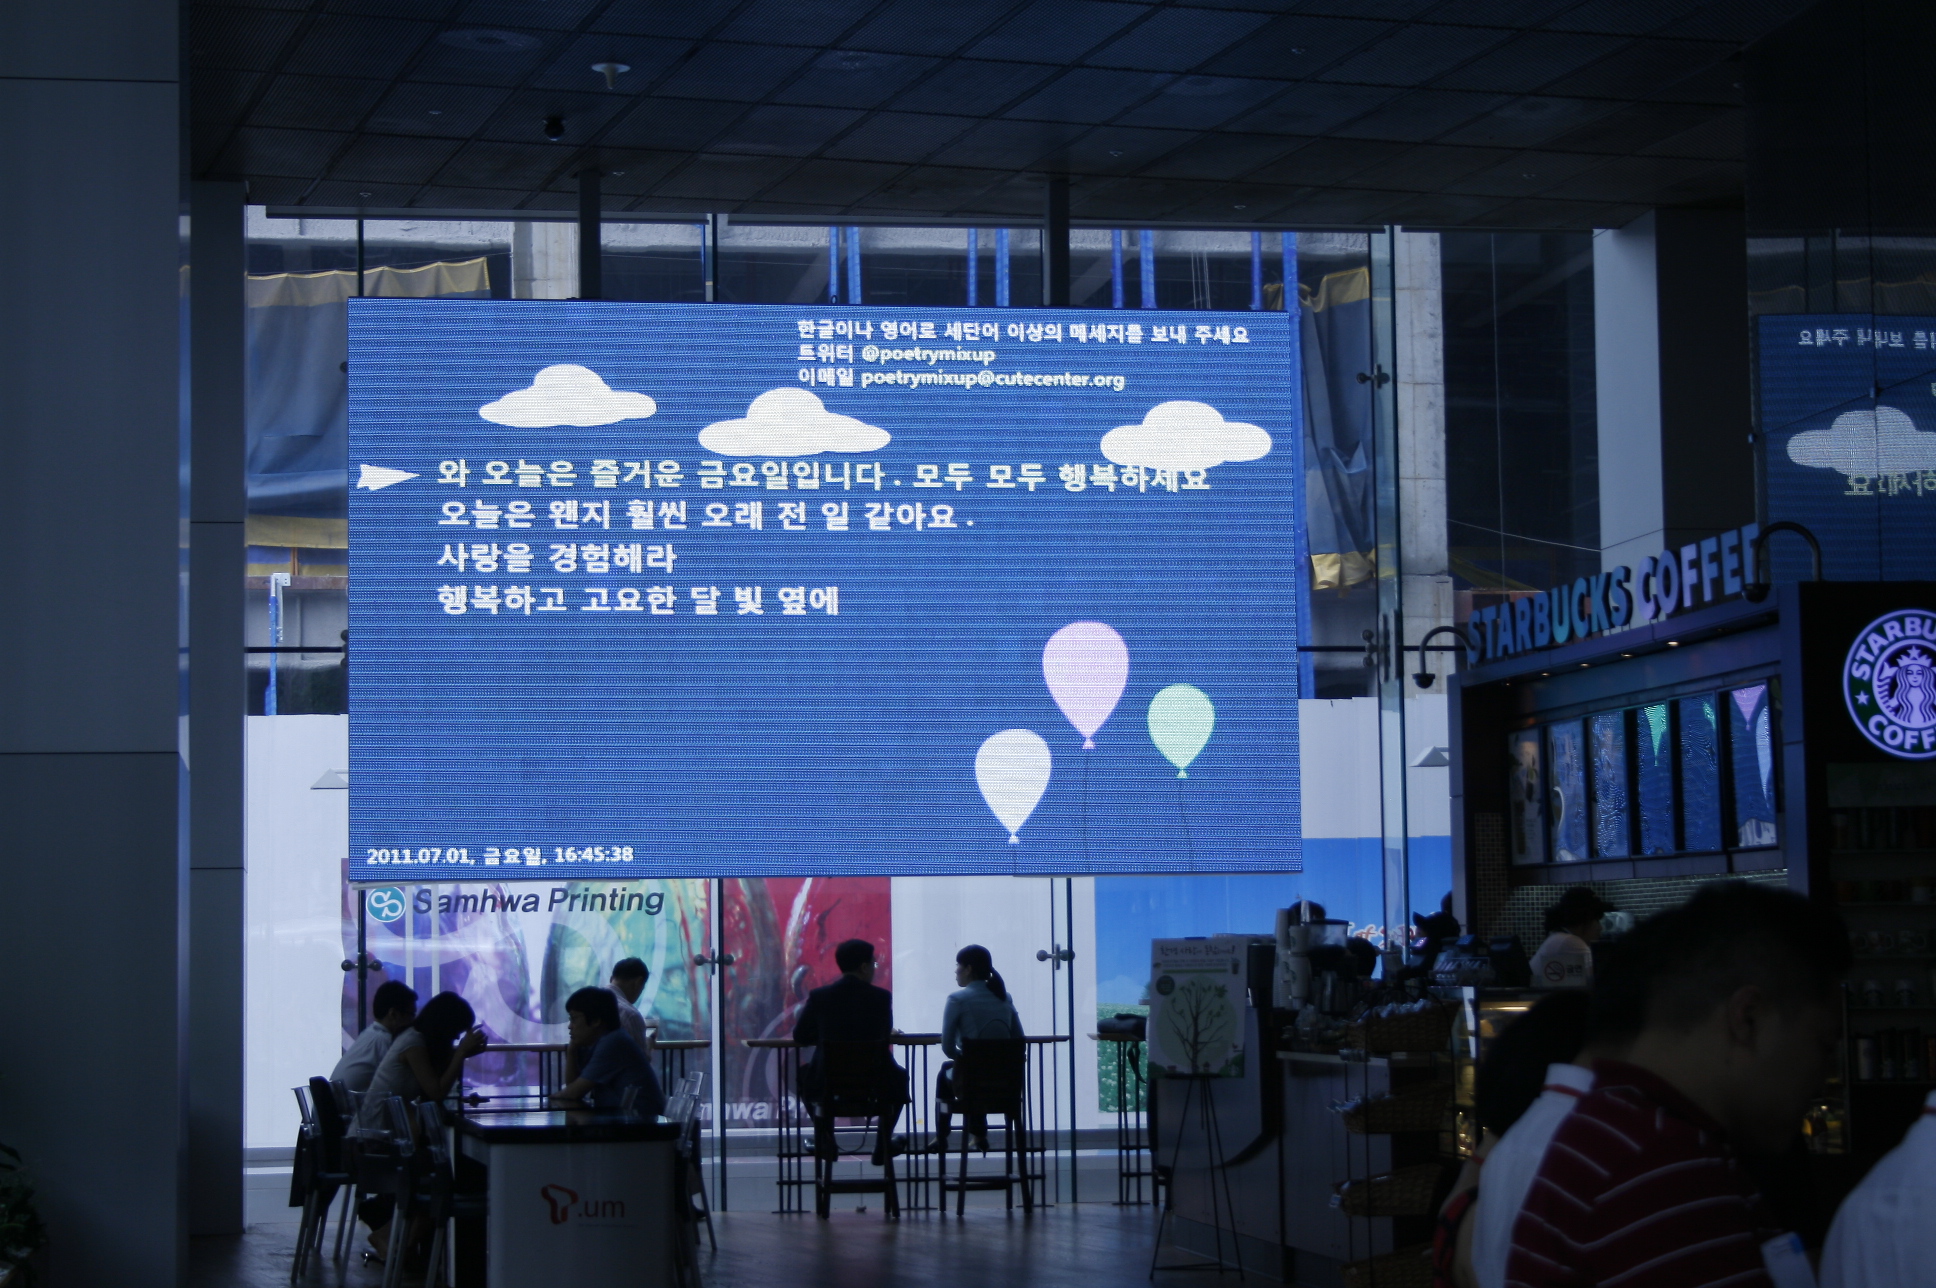 한글이나 영어로 세단어 이상의 메세지를 보내 주세요
트위터 @poetrymixup
이메일 poetrymixup@cutecenter.org
와 오늘은 즐거운 금요일입니다. 모두 모두 행복하세요
오늘은 왠지 훨씬 오래 전 일 같아요.
사랑을 경험해라
행복하고 고요한 달 빛 옆에
2011.07.01, 금요일, 16:45:38
Samhwa Printing
STARBUCKS COFFEE
STARBU
COFF
T.um